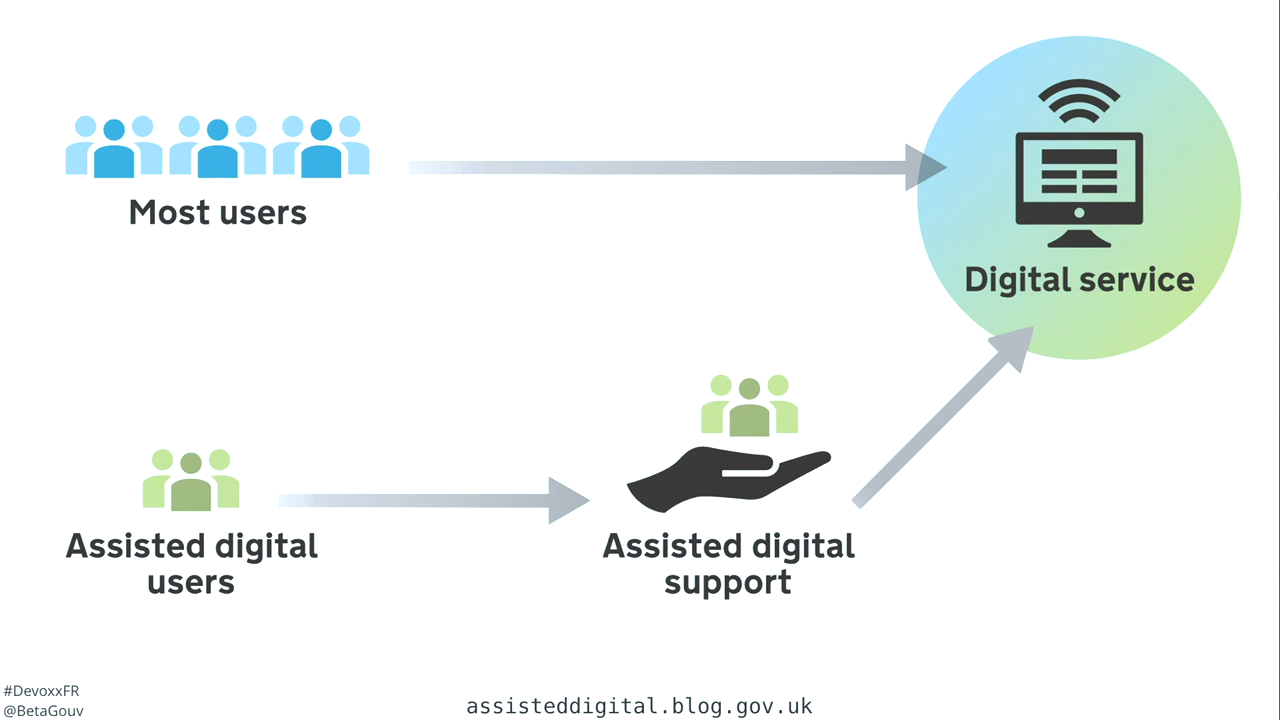 Most users
Digital service
Assisted digital
users
Assisted digital
support
#DevoxxFR
@BetaGouv
assisteddigital.blog.gov.uk